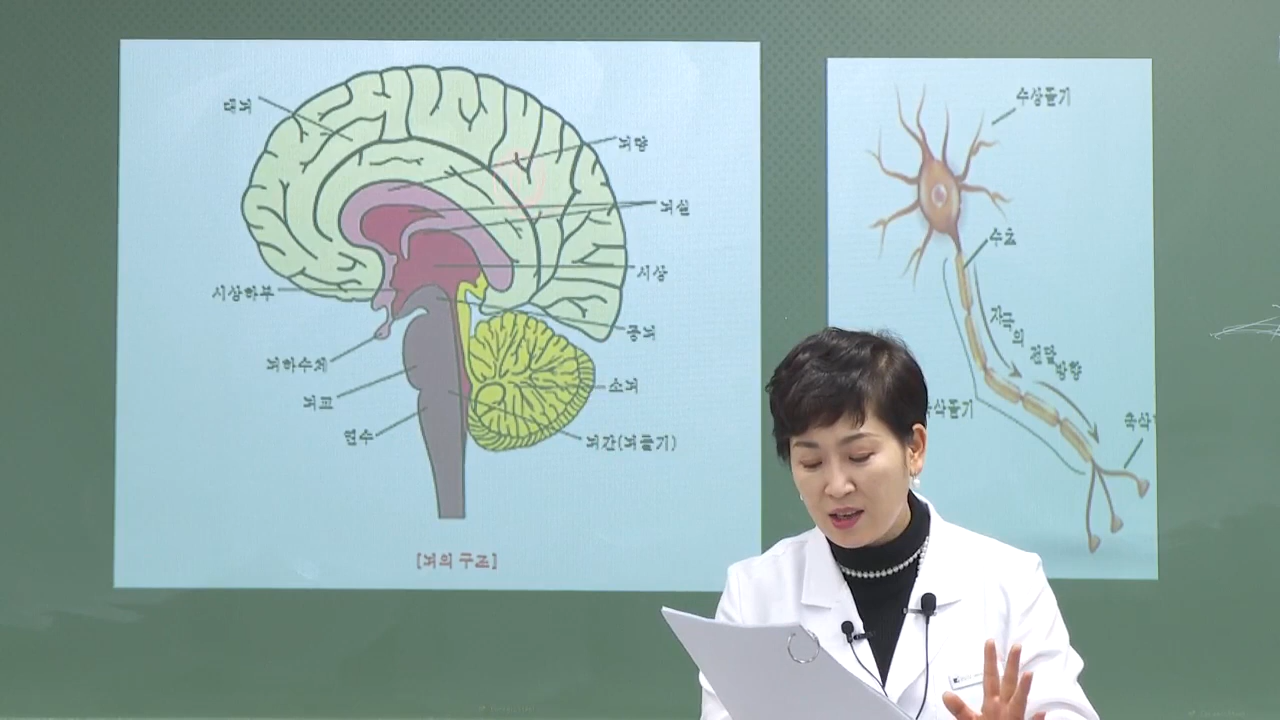 대뇌
뇌량
뇌실
시상
시상하부
중뇌
뇌하수체
소뇌
뇌교
연수
뇌간(뇌줄기)
[뇌의 구조]
수상돌기
수초
자극
의
전달
방향
축삭돌기
축삭